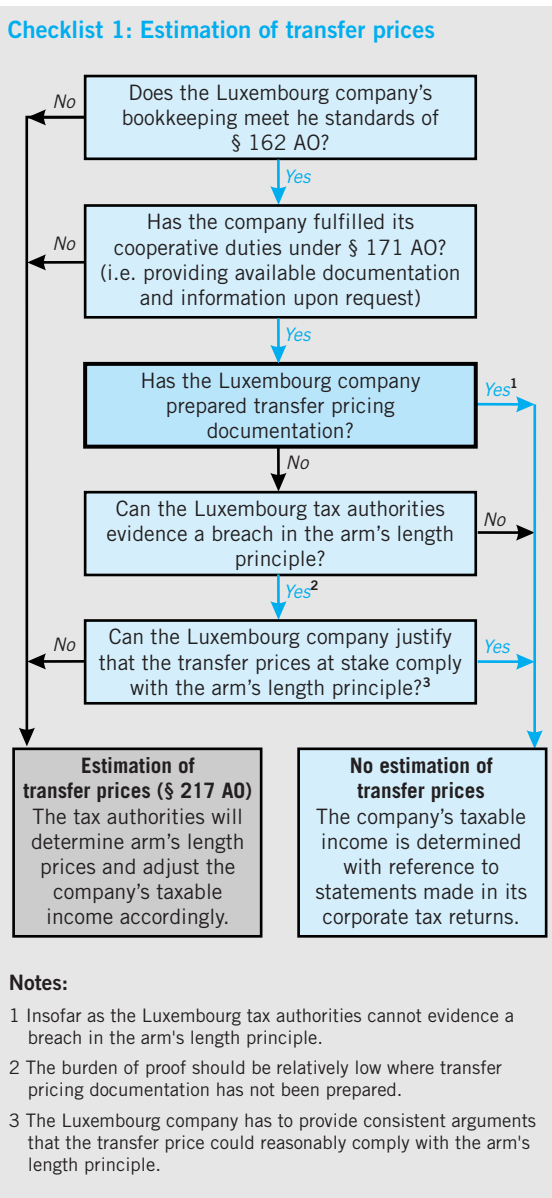 Checklist 1: Estimation of transfer prices
No
Does the Luxembourg company's
bookkeeping meet he standards of
§ 162 AO?
Yes
No
Has the company fulfilled its
cooperative duties under § 171 AO?
(i.e. providing available documentation
and information upon request)
Yes
Has the Luxembourg company
prepared transfer pricing
documentation?
Yes1
No
Can the Luxembourg tax authorities
evidence a breach in the arm's length
principle?
No
Yes2
No
Can the Luxembourg company justify
that the transfer prices at stake comply
with the arm's length principle?3
Yes
Estimation of
transfer prices (§ 217 AO)
The tax authorities will
determine arm's length
prices and adjust the
company's taxable
income accordingly.
No estimation of
transfer prices
The company's taxable
income is determined
with reference to
statements made in its
corporate tax returns.
Notes:
1 Insofar as the Luxembourg tax authorities cannot evidence a
breach in the arm's length principle.
2 The burden of proof should be relatively low where transfer
pricing documentation has not been prepared.
3 The Luxembourg company has to provide consistent arguments
that the transfer price could reasonably comply with the arm's
length principle.